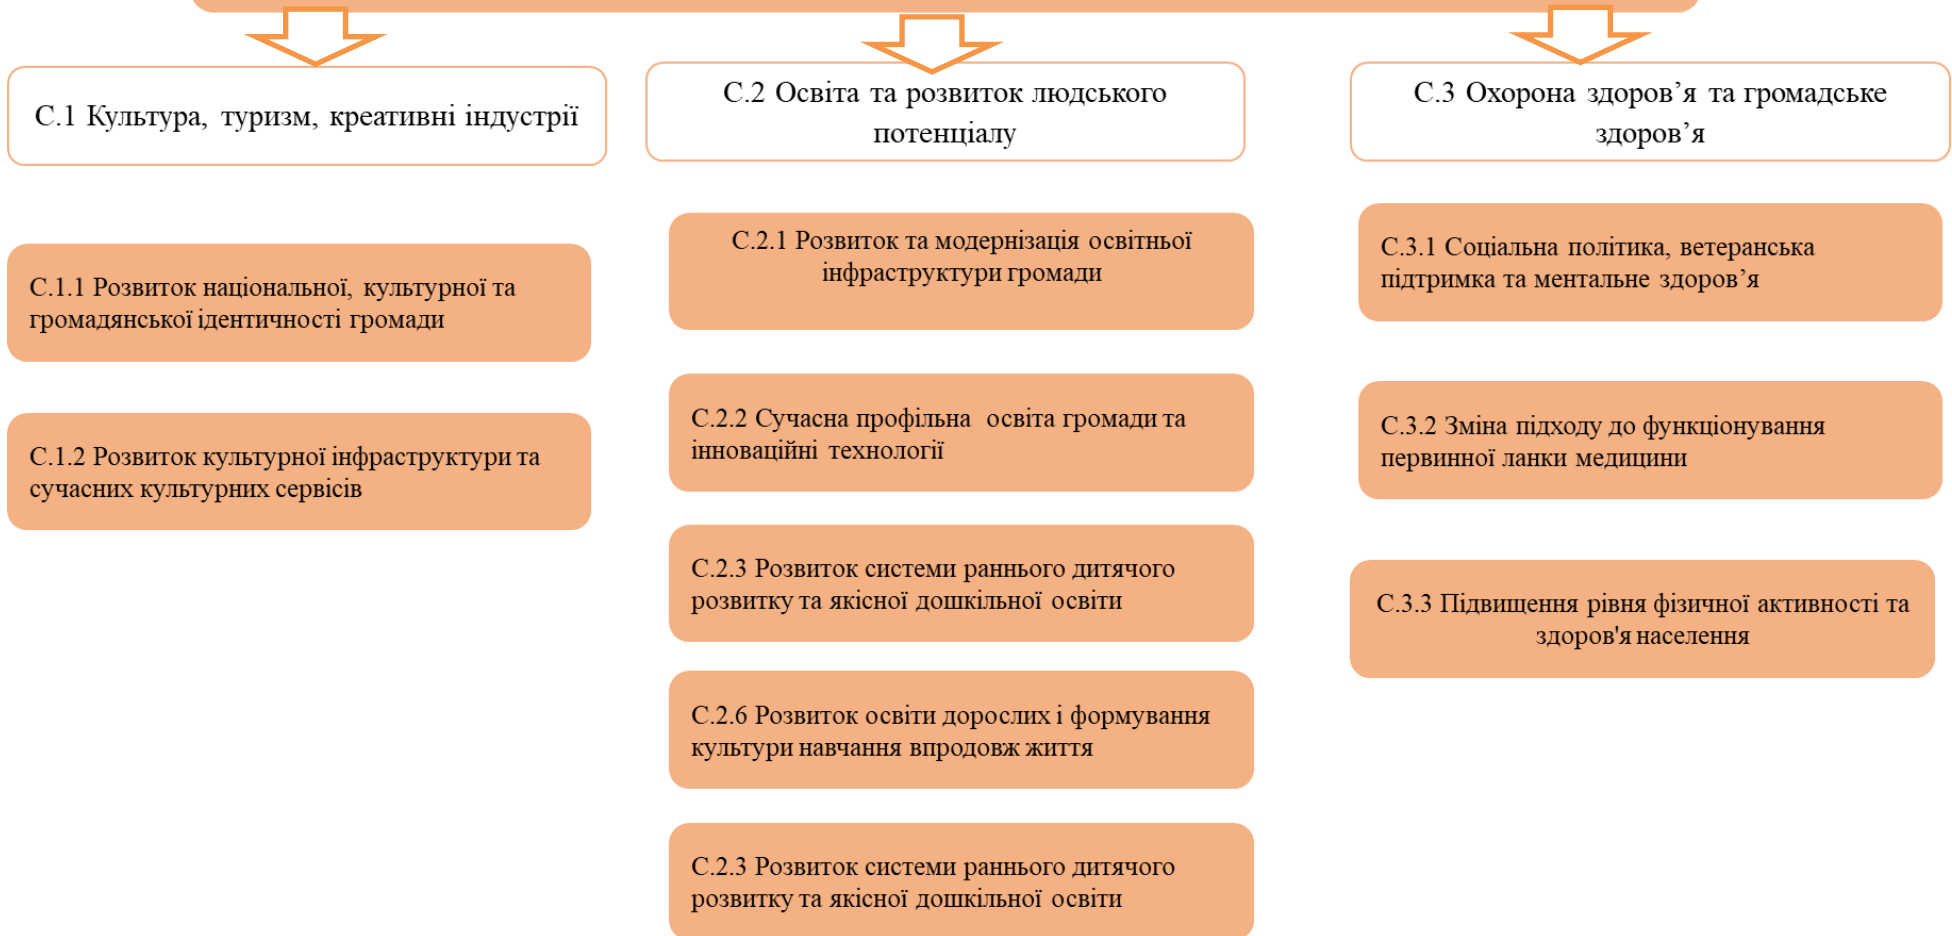 С.1 Культура, туризм, креативні індустрії
С.1.1 Розвиток національної, культурної та
громадянської ідентичності громади
С.1.2 Розвиток культурної інфраструктури та
сучасних культурних сервісів
С.2 Освіта та розвиток людського
потенціалу
С.2.1 Розвиток та модернізація освітньої
інфраструктури громади
С.2.2 Сучасна профільна освіта громади та
інноваційні технології
С.2.3 Розвиток системи раннього дитячого
розвитку та якісної дошкільної освіти
С.2.6 Розвиток освіти дорослих і формування
культури навчання впродовж життя
С.2.3 Розвиток системи раннього дитячого
розвитку та якісної дошкільної освіти
С.3 Охорона здоров’я та громадське
здоров’я
С.3.1 Соціальна політика, ветеранська
підтримка та ментальне здоров’я
С.3.2 Зміна підходу до функціонування
первинної ланки медицини
С.3.3 Підвищення рівня фізичної активності та
здоров'я населення